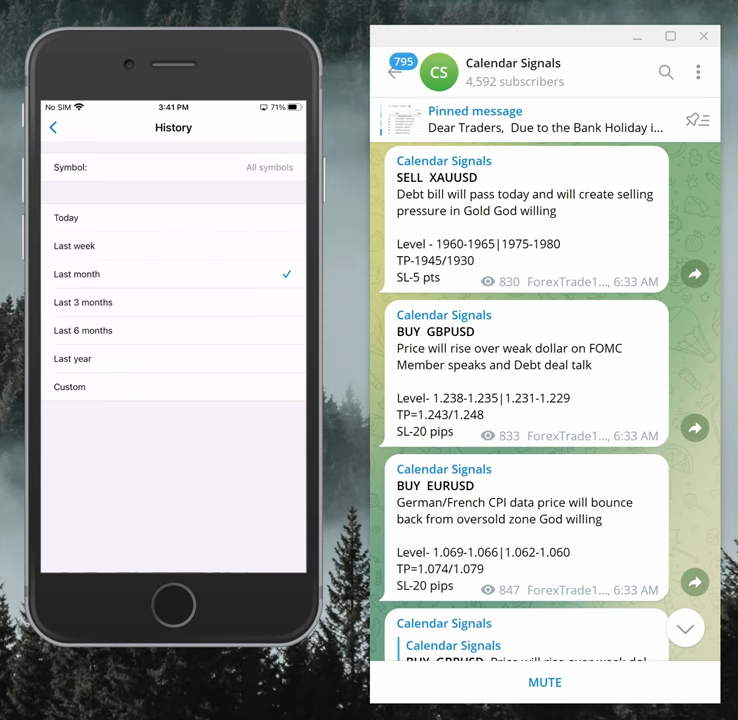 No SIM
3:41 PM
71%
History
Symbol:
All symbols
Today
Last week
Last month
Last 3 months
Last 6 months
Last year
Custom
795
CS
Calendar Signals
4,592 subscribers
Pinned message
Dear Traders,  Due to the Bank Holiday i...
Calendar Signals
SELL  XAUUSD
Debt bill will pass today and will create selling
pressure in Gold God willing
Level - 1960-1965|1975-1980
TP-1945/1930
SL-5 pts
830 ForexTrade1..., 6:33 AM
Calendar Signals
BUY  GBPUSD
Price will rise over weak dollar on FOMC
Member speaks and Debt deal talk
Level- 1.238-1.235|1.231-1.229
TP=1.243/1.248
SL-20 pips
833 ForexTrade1..., 6:33 AM
Calendar Signals
BUY  EURUSD
German/French CPI data price will bounce
back from oversold zone God willing
Level- 1.069-1.066|1.062-1.060
TP=1.074/1.079
SL-20 pips
847 ForexTrade1..., 6:33 AM
Calendar Signals
Calendar Signals
BUY  GBPUSD  Price will rise over weak dol...
MUTE